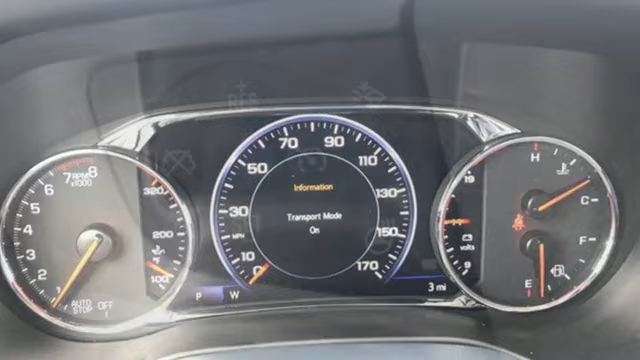 7 RPM 8
x1000
6
5
4
3
2
1
AUTO
STOP
OFF
320
200
°F
100
10
30
50
70
90
110
130
150
170
0
MPH
Information
Transport Mode
On
P
W
3 mi
19
volts
9
H
C
F
E